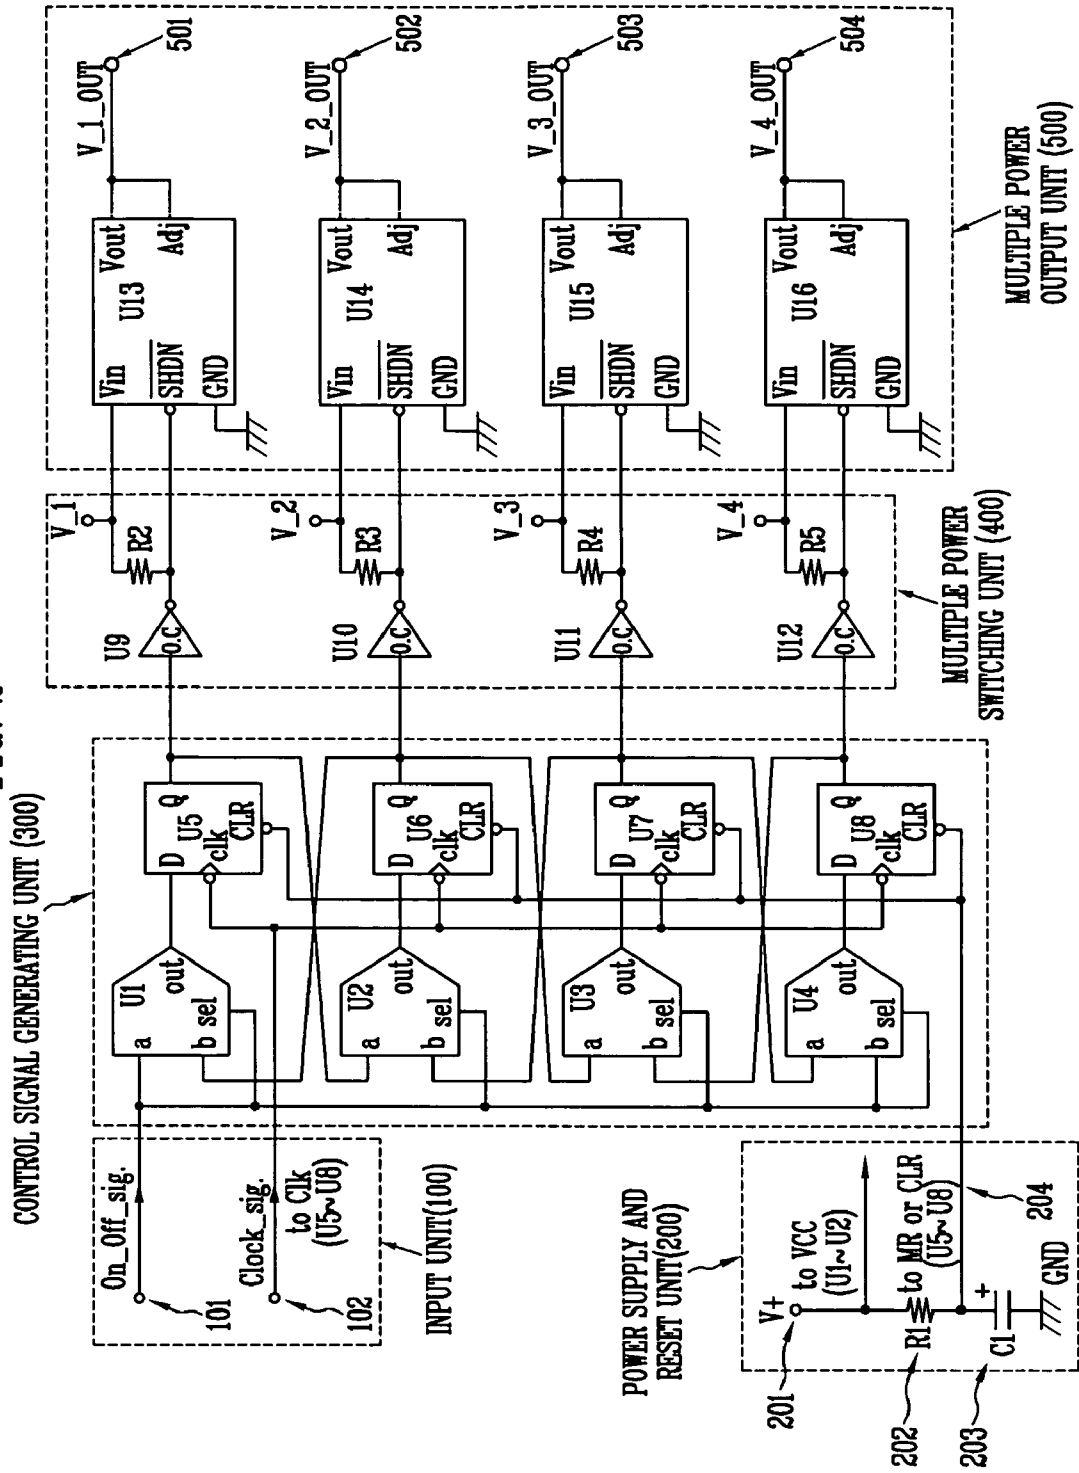 CONTROL SIGNAL GENERATING UNIT (300)
On_Off_sig.
101
Clock_sig.
102
to Clk
(U5~U8)
INPUT UNIT(100)
POWER SUPPLY AND
RESET UNIT(200)
V+
201
to VCC
(U1~U2)
to MR or CLR
(U5~U8)
202
R1
203
C1
+
GND
204
U1
a
b
sel
out
U2
a
b
sel
out
U3
a
b
sel
out
U4
a
b
sel
out
D
Q
U5
clk
CLR
D
Q
U6
clk
CLR
D
Q
U7
clk
CLR
D
Q
U8
clk
CLR
U9
O.C
R2
V_1
U10
O.C
R3
V_2
U11
O.C
R4
V_3
U12
O.C
R5
V_4
MULTIPLE POWER
SWITCHING UNIT (400)
Vin
U13
Vout
SHDN
Adj
GND
V_1_OUT
501
Vin
U14
Vout
SHDN
Adj
GND
V_2_OUT
502
Vin
U15
Vout
SHDN
Adj
GND
V_3_OUT
503
Vin
U16
Vout
SHDN
Adj
GND
V_4_OUT
504
MULTIPLE POWER
OUTPUT UNIT (500)